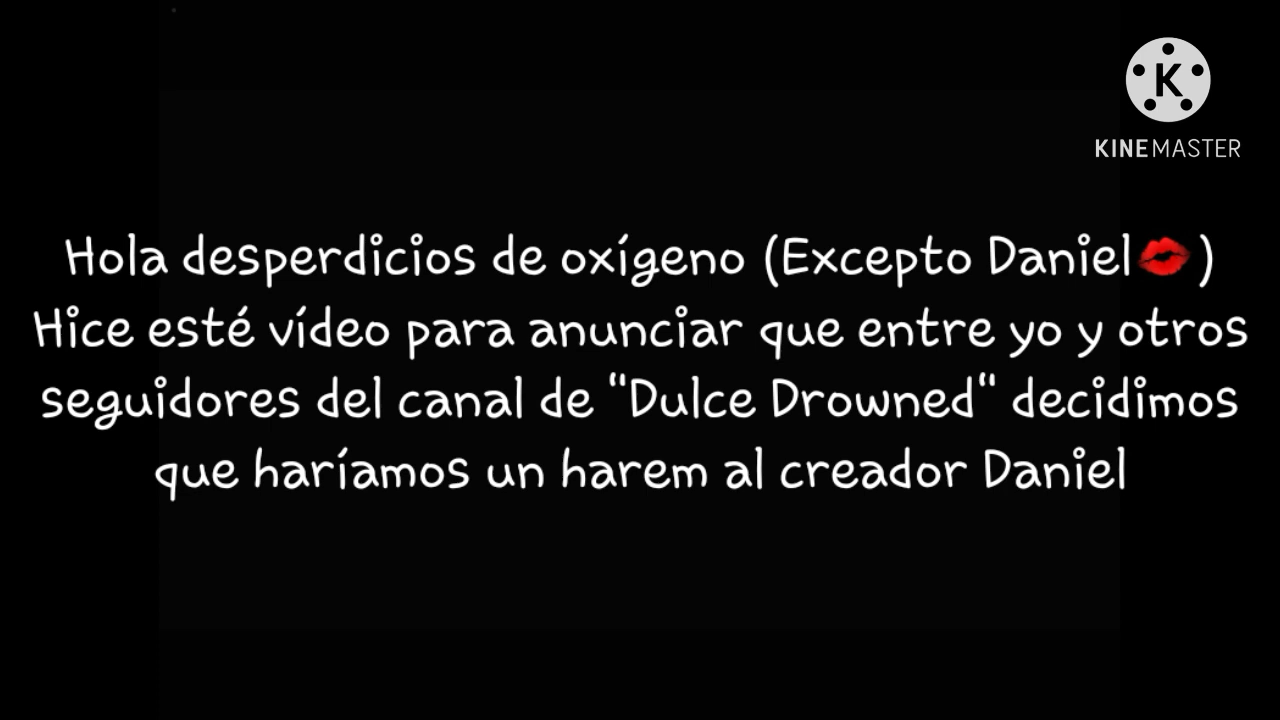 K
KINEMASTER
Hola desperdicios de oxígeno (Excepto Daniel💋)
Hice esté vídeo para anunciar que entre yo y otros
seguidores del canal de "Dulce Drowned" decidimos
que haríamos un harem al creador Daniel